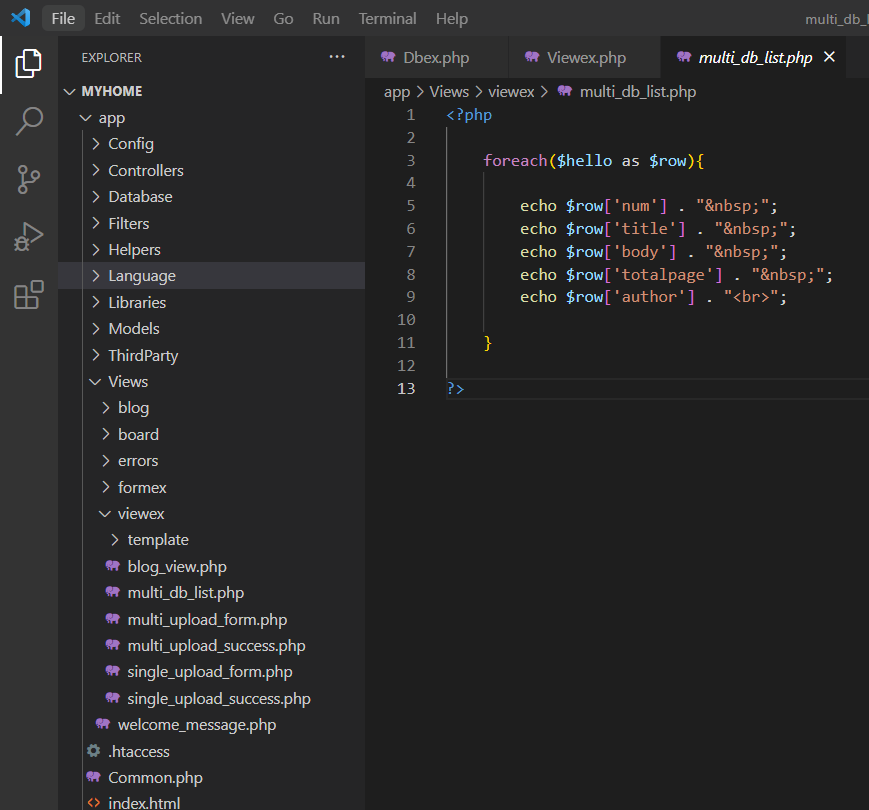 File Edit Selection View Go Run Terminal Help multi_db_l
EXPLORER ...
MYHOME
app
Config
Controllers
Database
Filters
Helpers
Language
Libraries
Models
ThirdParty
Views
blog
board
errors
formex
viewex
template
blog_view.php
multi_db_list.php
multi_upload_form.php
multi_upload_success.php
single_upload_form.php
single_upload_success.php
welcome_message.php
.htaccess
Common.php
index.html
Dbex.php Viewex.php multi_db_list.php
app > Views > viewex > multi_db_list.php
1 <?php
2
3 foreach($hello as $row){
4
5 echo $row['num'] . "&nbsp;";
6 echo $row['title'] . "&nbsp;";
7 echo $row['body'] . "&nbsp;";
8 echo $row['totalpage'] . "&nbsp;";
9 echo $row['author'] . "<br>";
10
11 }
12
13 ?>